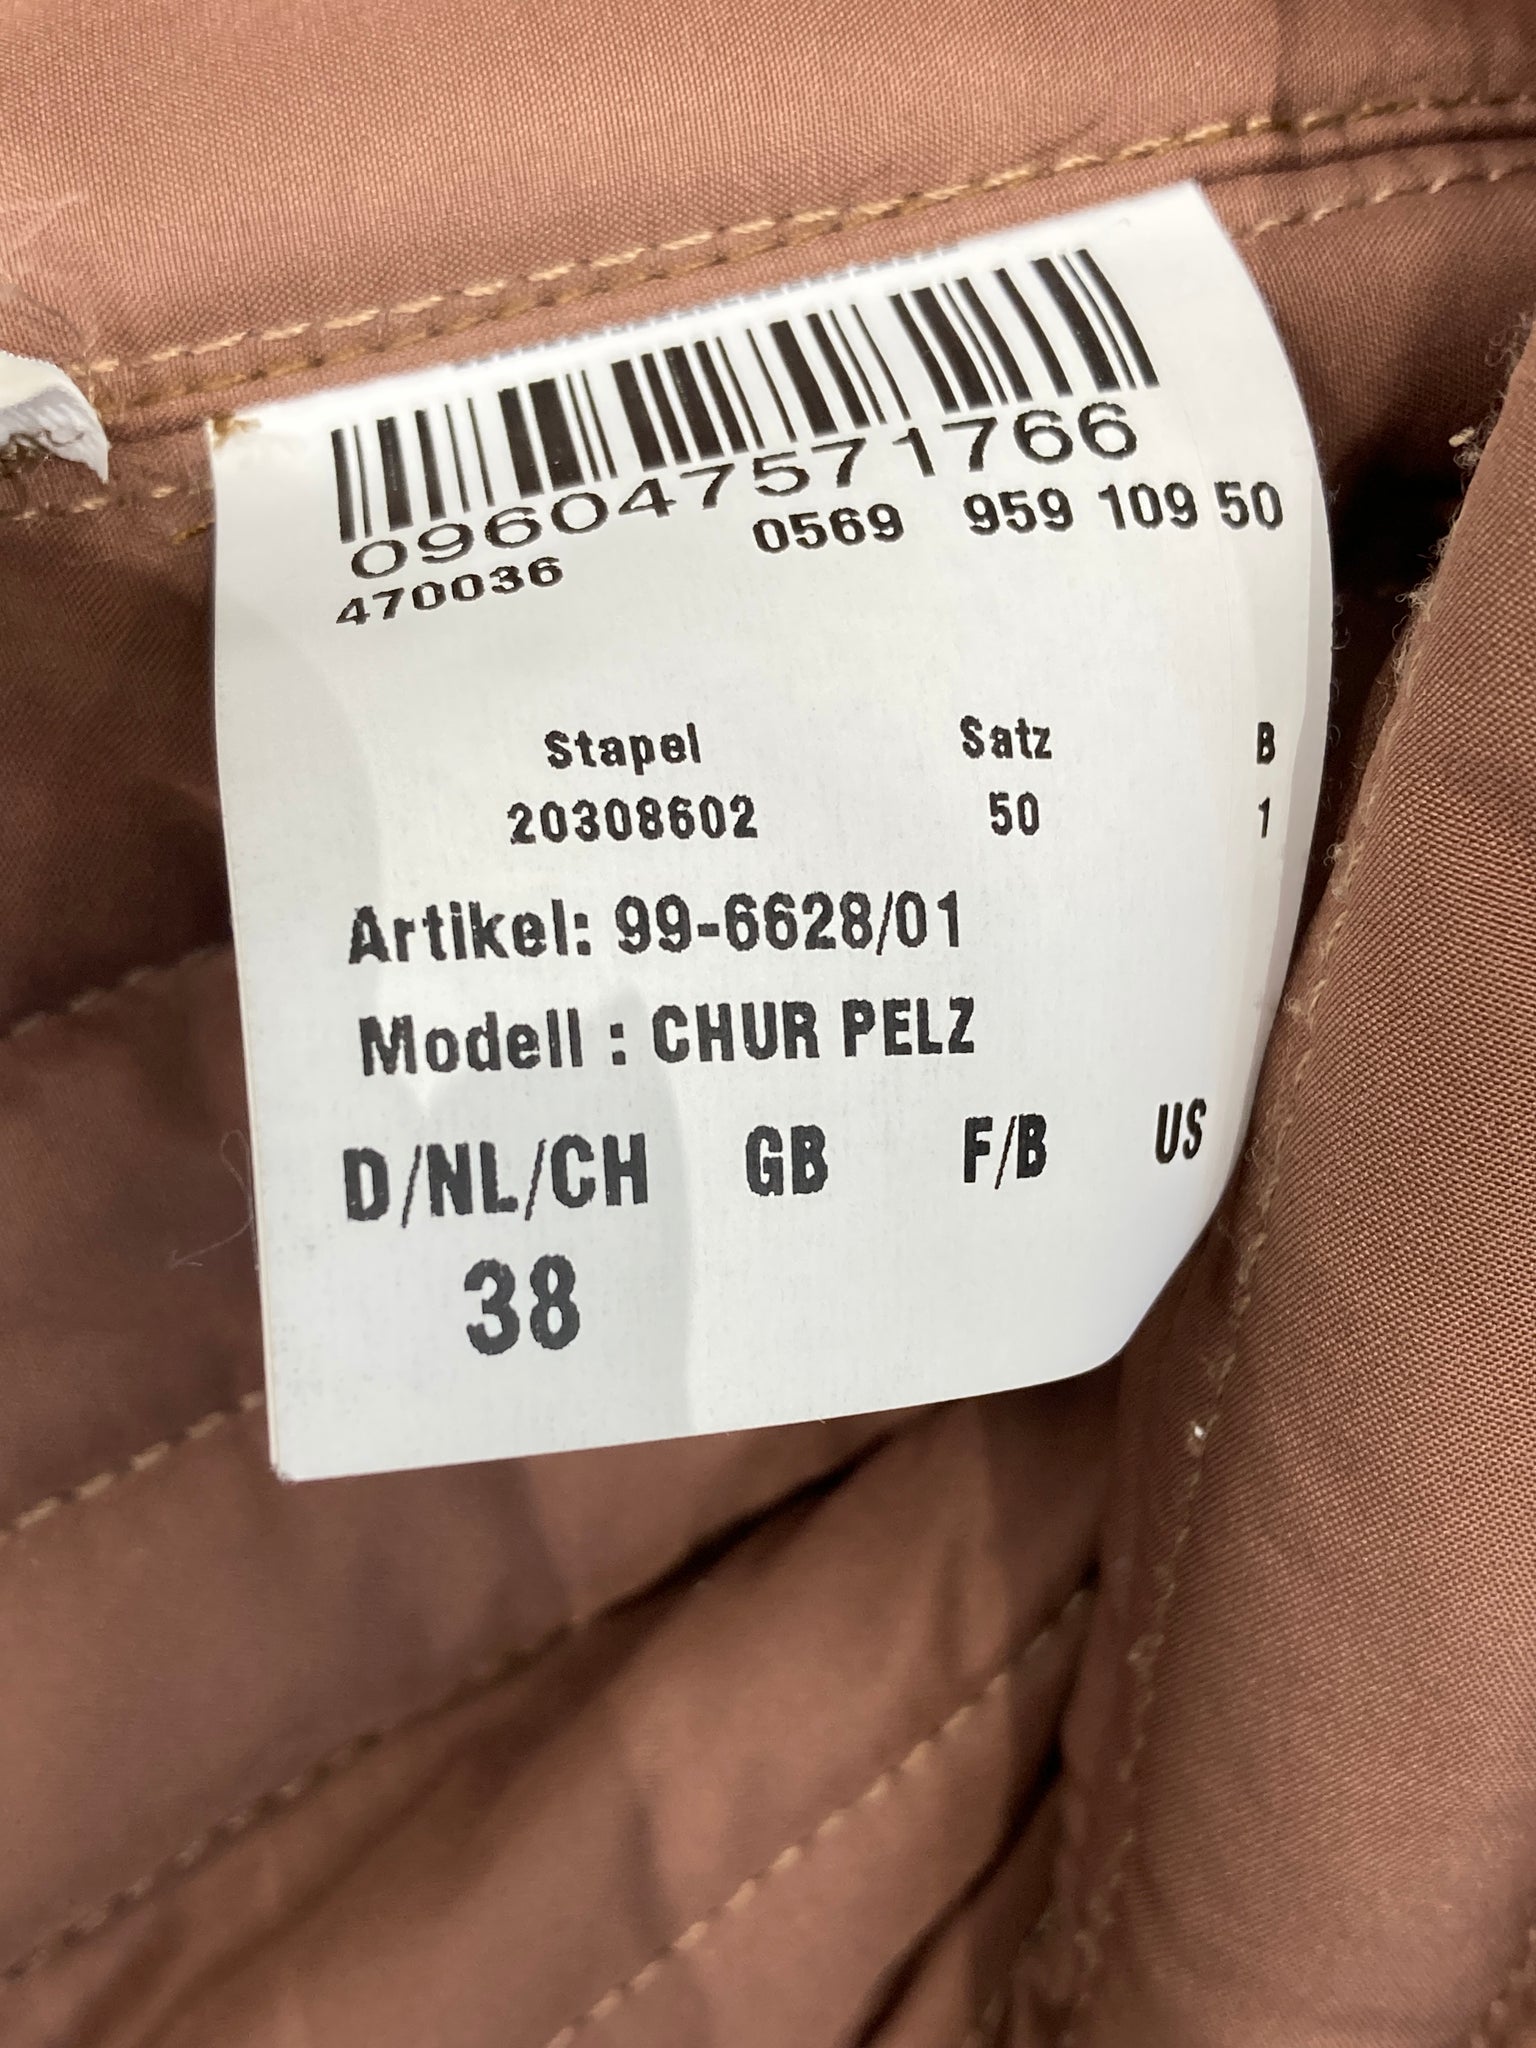 09604757 1766
470036 0569 959 109 50
Stapel Satz B
20308602 50 1
Artikel: 99-6628/01
Modell : CHUR PELZ
D/NL/CH GB F/B US
38